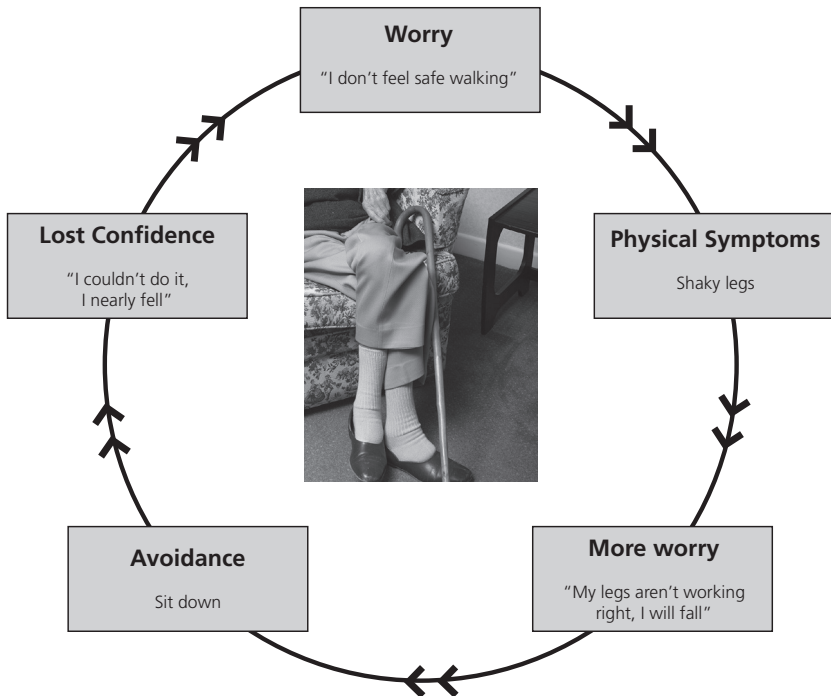 Worry
“I don’t feel safe walking”
Physical Symptoms
Shaky legs
More worry
“My legs aren’t working
right, I will fall”
Avoidance
Sit down
Lost Confidence
“I couldn’t do it,
I nearly fell”